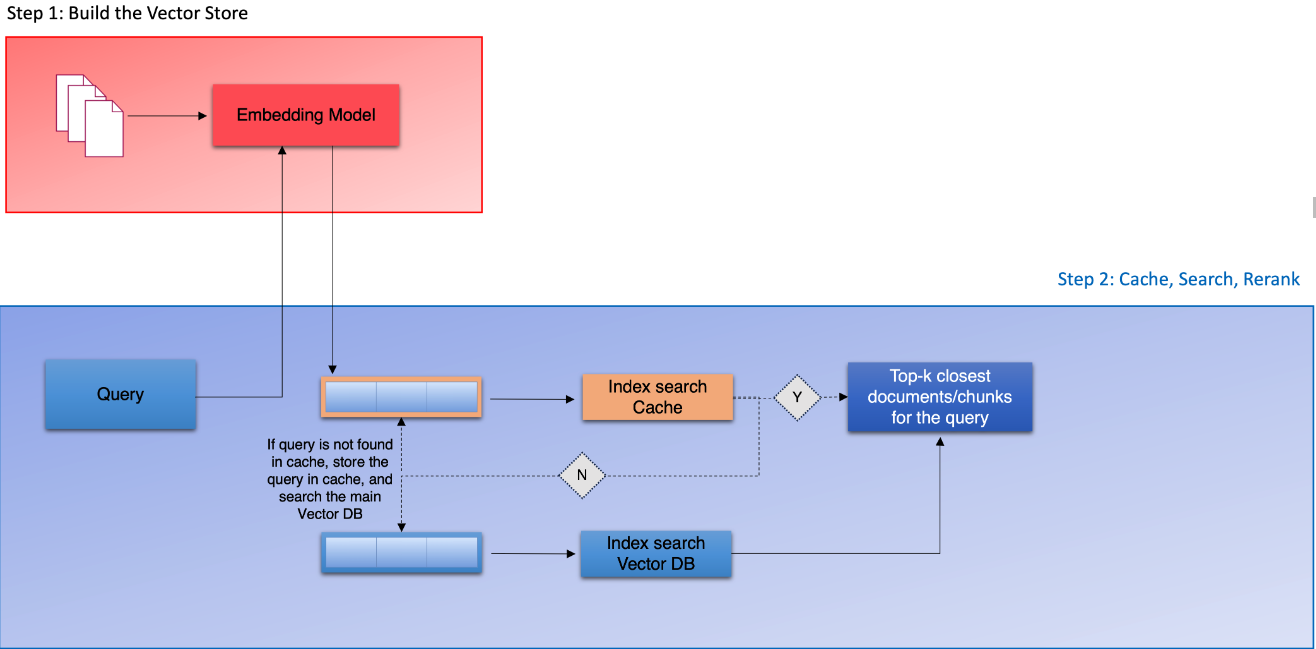 Step 1: Build the Vector Store
Embedding Model
Step 2: Cache, Search, Rerank
Query
Index search
Cache
Y
Top-k closest
documents/chunks
for the query
If query is not found
in cache, store the
query in cache, and
search the main
Vector DB
N
Index search
Vector DB